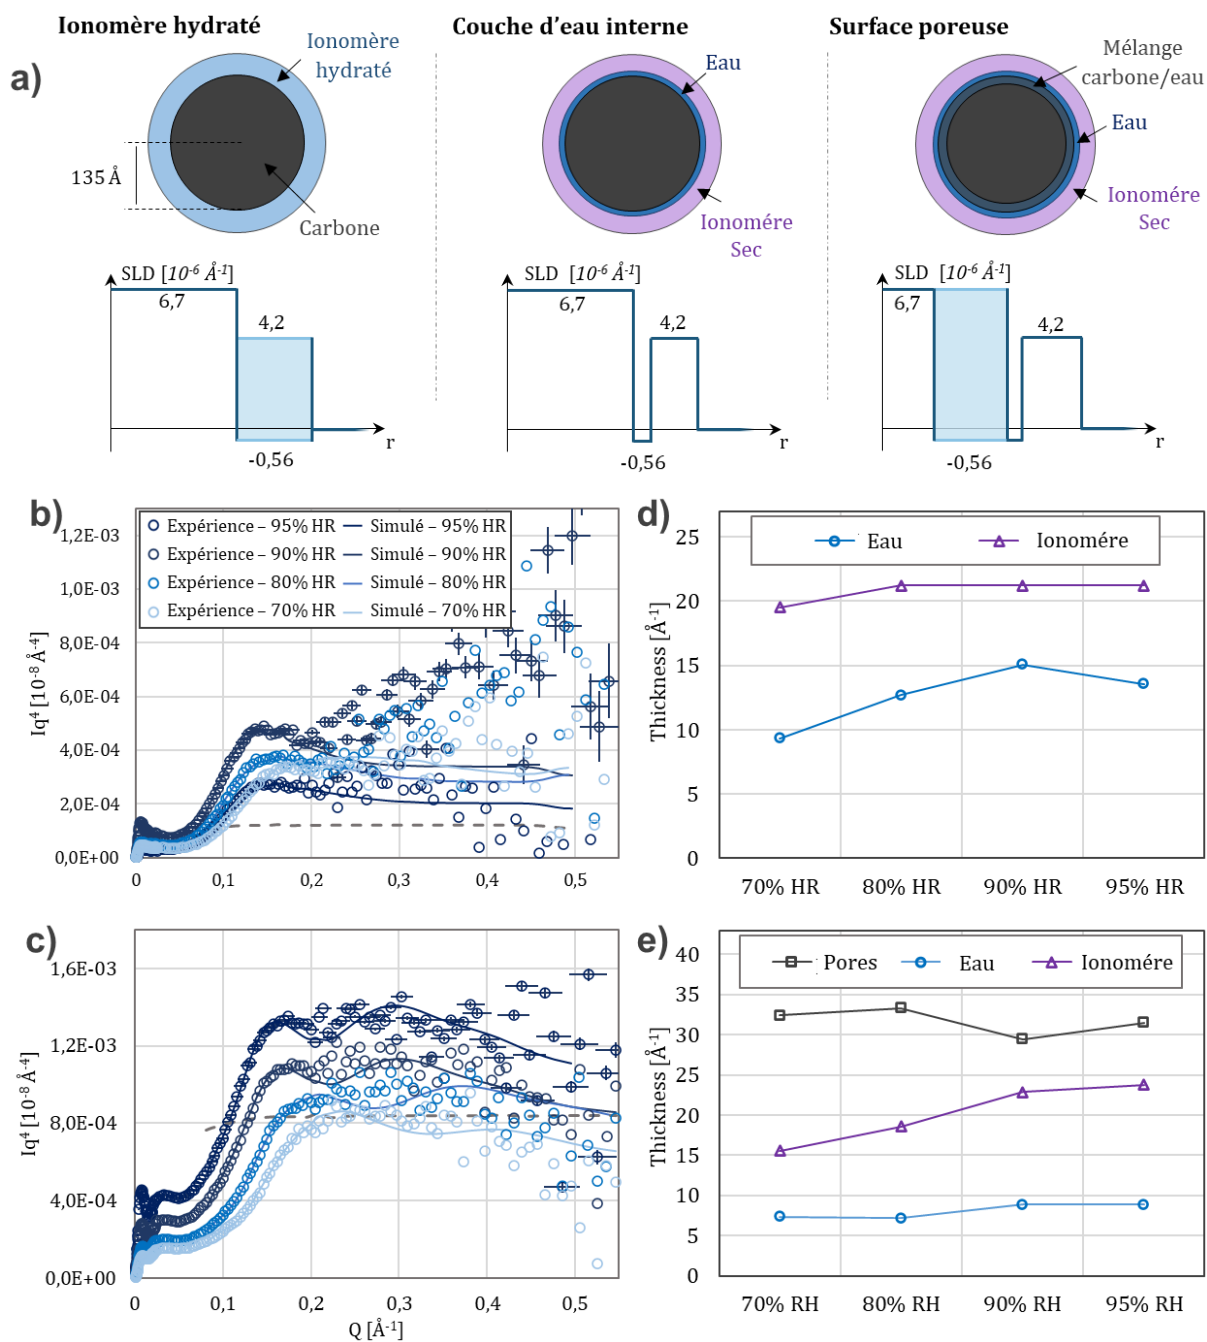 Ionomère hydraté
Couche d'eau interne
Surface poreuse
a)
Ionomère
hydraté
135 Å
Carbone
Eau
Ionomére
Sec
Mélange
carbone/eau
Eau
Ionomére
Sec
SLD [10-6 Å-1]
6,7
4,2
-0,56
r
SLD [10-6 Å-1]
6,7
4,2
-0,56
r
SLD [10-6 Å-1]
6,7
4,2
-0,56
r
b)
Iq4 [10-8 Å-4]
1,2E-03
1,0E-03
8,0E-04
6,0E-04
4,0E-04
2,0E-04
0,0E+00
Expérience – 95% HR
Simulé – 95% HR
Expérience – 90% HR
Simulé – 90% HR
Expérience – 80% HR
Simulé – 80% HR
Expérience – 70% HR
Simulé – 70% HR
0 0,1 0,2 0,3 0,4 0,5
d)
Thickness [Å-1]
25
20
15
10
5
0
Eau
Ionomére
70% HR 80% HR 90% HR 95% HR
c)
Iq4 [10-8 Å-4]
1,6E-03
1,2E-03
8,0E-04
4,0E-04
0,0E+00
0 0,1 0,2 0,3 0,4 0,5
Q [Å-1]
e)
Thickness [Å-1]
40
35
30
25
20
15
10
5
0
Pores
Eau
Ionomére
70% RH 80% RH 90% RH 95% RH